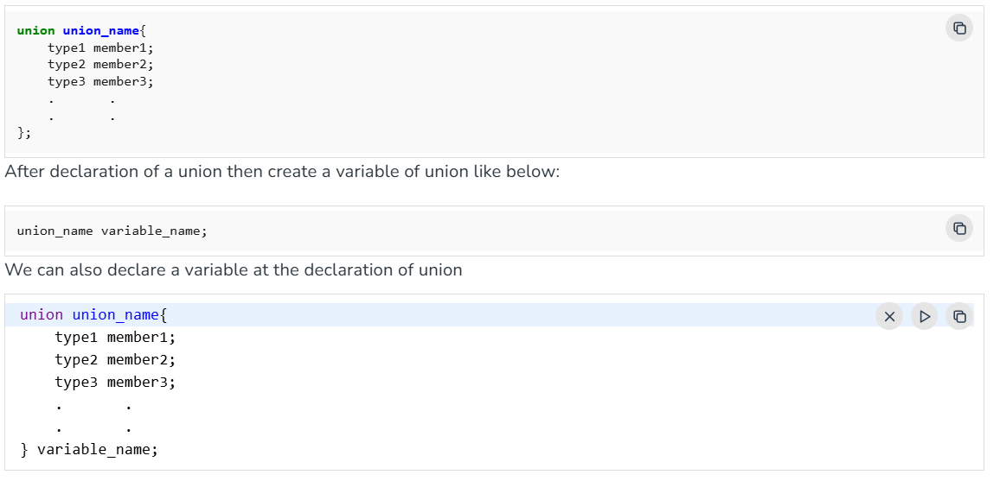 union union_name{
    type1 member1;
    type2 member2;
    type3 member3;
    .       .
    .       .
};
After declaration of a union then create a variable of union like below:
union_name variable_name;
We can also declare a variable at the declaration of union
union union_name{
    type1 member1;
    type2 member2;
    type3 member3;
    .       .
    .       .
} variable_name;